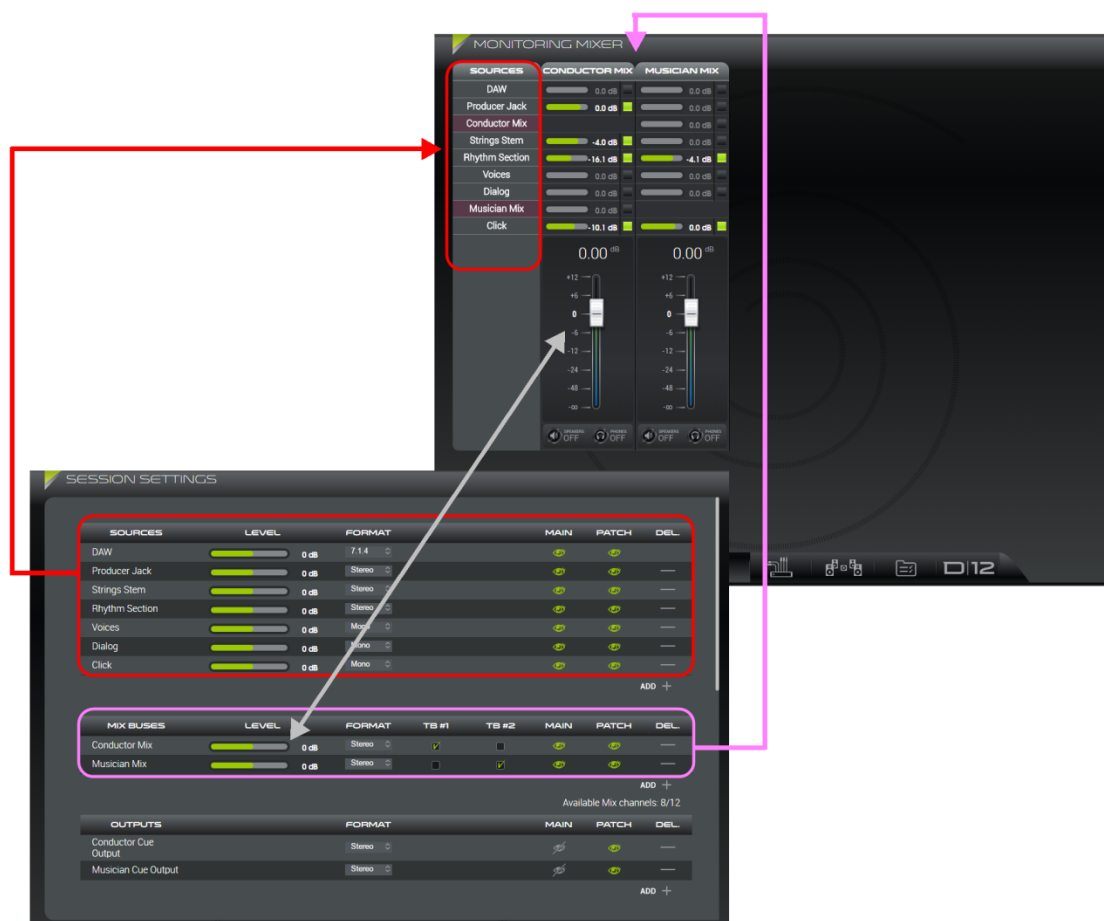 MONITORING MIXER
SOURCES CONDUCTOR MIX MUSICIAN MIX
DAW 0.0 dB 0.0 dB
Producer Jack 0.0 dB 0.0 dB
Conductor Mix 0.0 dB
Strings Stem -4.0 dB 0.0 dB
Rhythm Section -16.1 dB -4.1 dB
Voices 0.0 dB 0.0 dB
Dialog 0.0 dB 0.0 dB
Musician Mix 0.0 dB
Click -10.1 dB 0.0 dB
0.00 dB 0.00 dB
+12 +12
+6 +6
0 0
-6 -6
-12 -12
-24 -24
-48 -48
-∞ -∞
SPEAKERS PHONES SPEAKERS PHONES
OFF OFF OFF OFF
D|12
SESSION SETTINGS
SOURCES LEVEL FORMAT MAIN PATCH DEL.
DAW 0 dB 7.1.4
Producer Jack 0 dB Stereo
Strings Stem 0 dB Stereo
Rhythm Section 0 dB Stereo
Voices 0 dB Mono
Dialog 0 dB Mono
Click 0 dB Mono
ADD +
MIX BUSES LEVEL FORMAT TB #1 TB #2 MAIN PATCH DEL.
Conductor Mix 0 dB Stereo
Musician Mix 0 dB Stereo
ADD +
Available Mix channels: 8/12
OUTPUTS FORMAT MAIN PATCH DEL.
Conductor Cue
Output Stereo
Musician Cue Output Stereo
ADD +